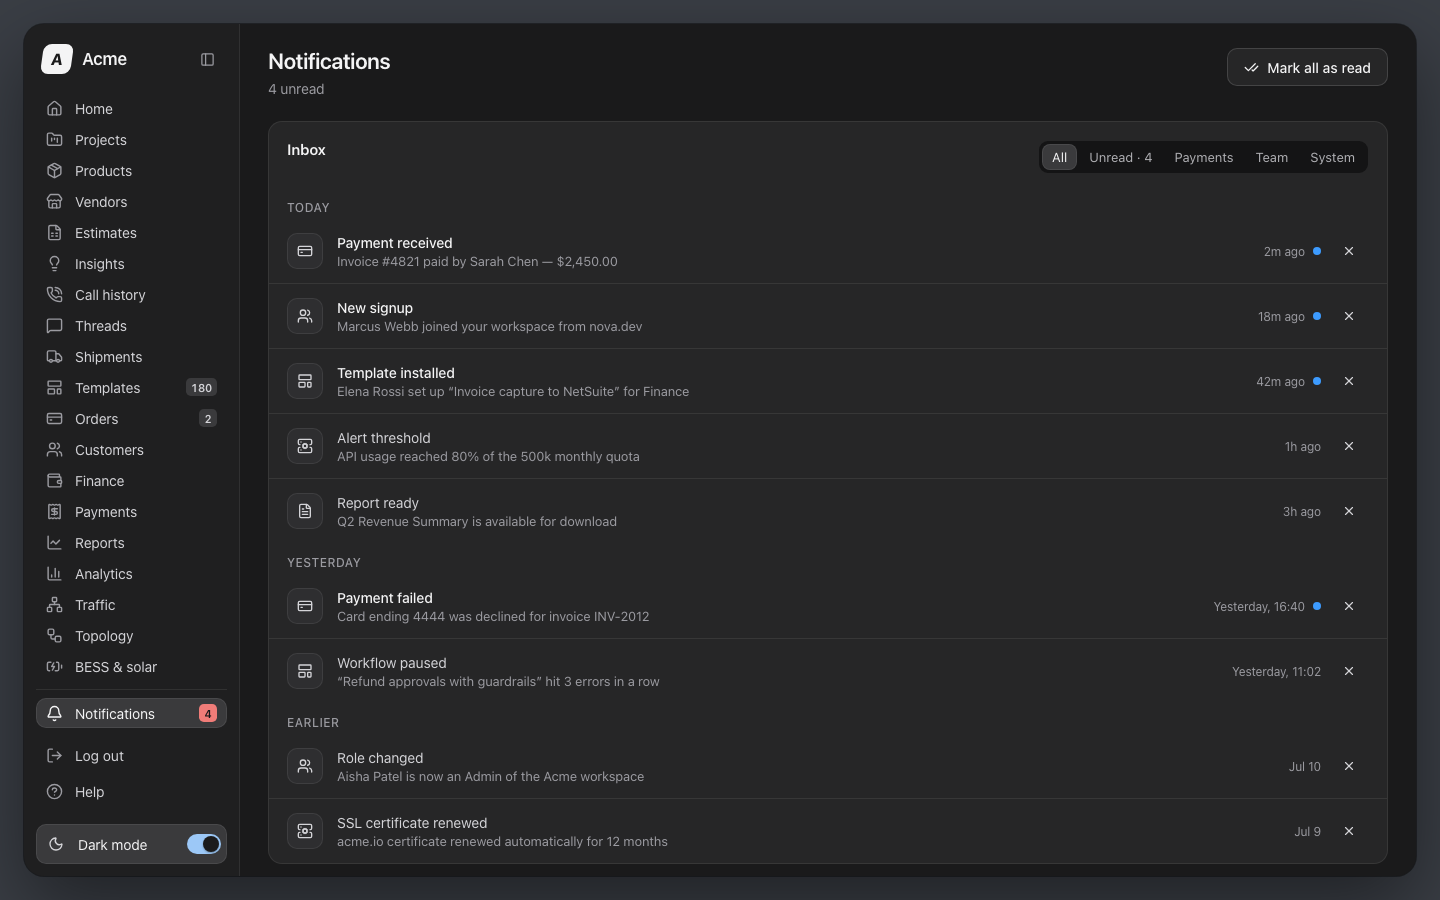 A Acme
Home
Projects
Products
Vendors
Estimates
Insights
Call history
Threads
Shipments
Templates 180
Orders 2
Customers
Finance
Payments
Reports
Analytics
Traffic
Topology
BESS & solar
Notifications 4
Log out
Help
Dark mode
Notifications
4 unread
Mark all as read
Inbox
All Unread · 4 Payments Team System
TODAY
Payment received
Invoice #4821 paid by Sarah Chen — $2,450.00
2m ago
New signup
Marcus Webb joined your workspace from nova.dev
18m ago
Template installed
Elena Rossi set up “Invoice capture to NetSuite” for Finance
42m ago
Alert threshold
API usage reached 80% of the 500k monthly quota
1h ago
Report ready
Q2 Revenue Summary is available for download
3h ago
YESTERDAY
Payment failed
Card ending 4444 was declined for invoice INV-2012
Yesterday, 16:40
Workflow paused
“Refund approvals with guardrails” hit 3 errors in a row
Yesterday, 11:02
EARLIER
Role changed
Aisha Patel is now an Admin of the Acme workspace
Jul 10
SSL certificate renewed
acme.io certificate renewed automatically for 12 months
Jul 9